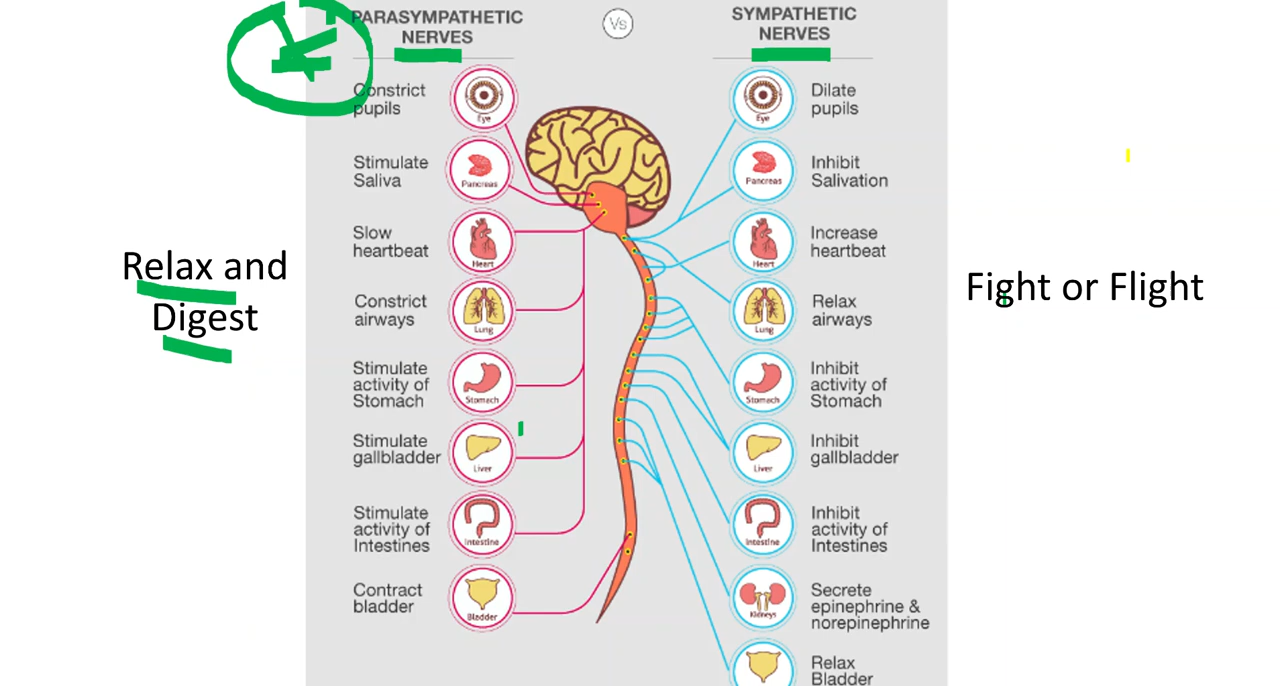 PARASYMPATHETIC
NERVES
Vs
SYMPATHETIC
NERVES
Constrict
pupils
Eye
Eye
Dilate
pupils
Stimulate
Saliva
Pancreas
Pancreas
Inhibit
Salivation
Slow
heartbeat
Heart
Heart
Increase
heartbeat
Relax and
Digest
Fight or Flight
Constrict
airways
Lung
Lung
Relax
airways
Stimulate
activity of
Stomach
Stomach
Stomach
Inhibit
activity of
Stomach
Stimulate
gallbladder
Liver
Liver
Inhibit
gallbladder
Stimulate
activity of
Intestines
Intestine
Intestine
Inhibit
activity of
Intestines
Contract
bladder
Bladder
Kidneys
Secrete
epinephrine &
norepinephrine
Relax
Bladder